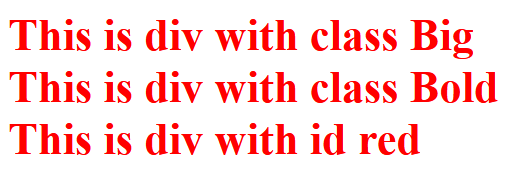 This is div with class Big
This is div with class Bold
This is div with id red